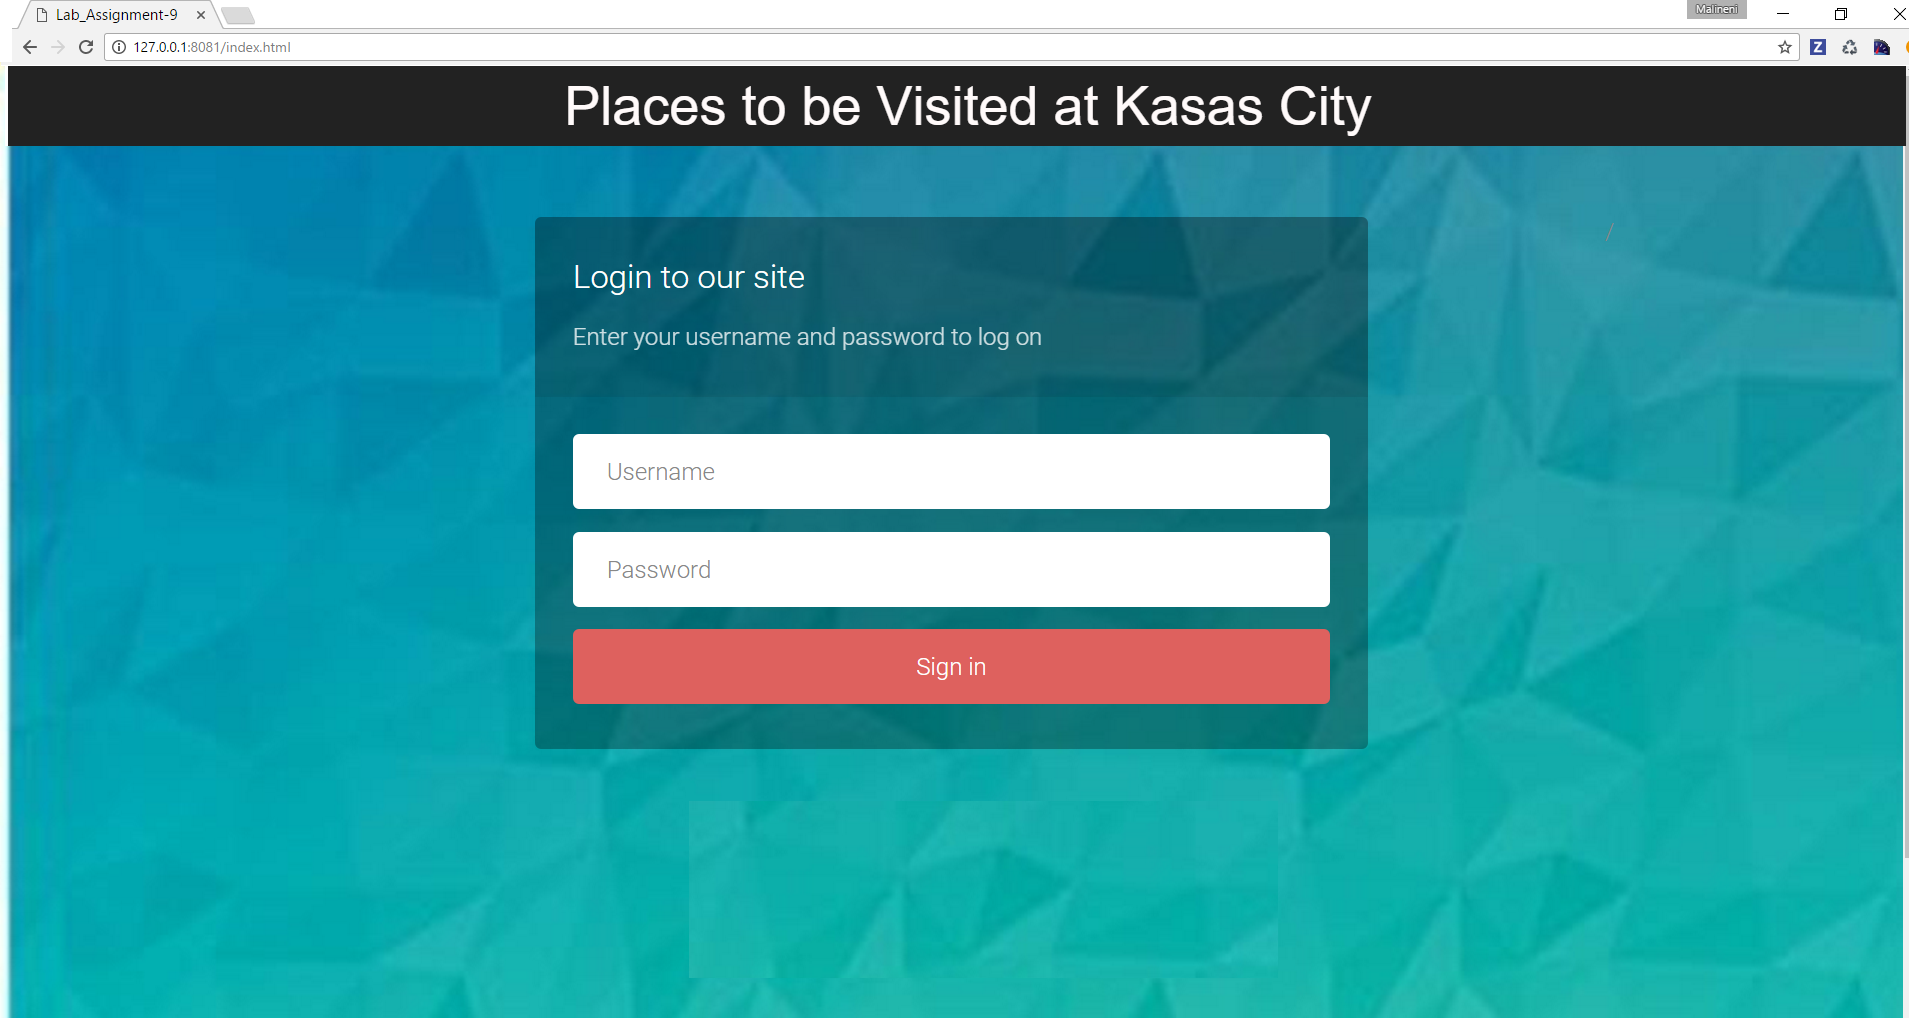 Lab_Assignment-9
Malineni
127.0.0.1:8081/index.html
Z
Places to be Visited at Kasas City
/
Login to our site
Enter your username and password to log on
Username
Password
Sign in